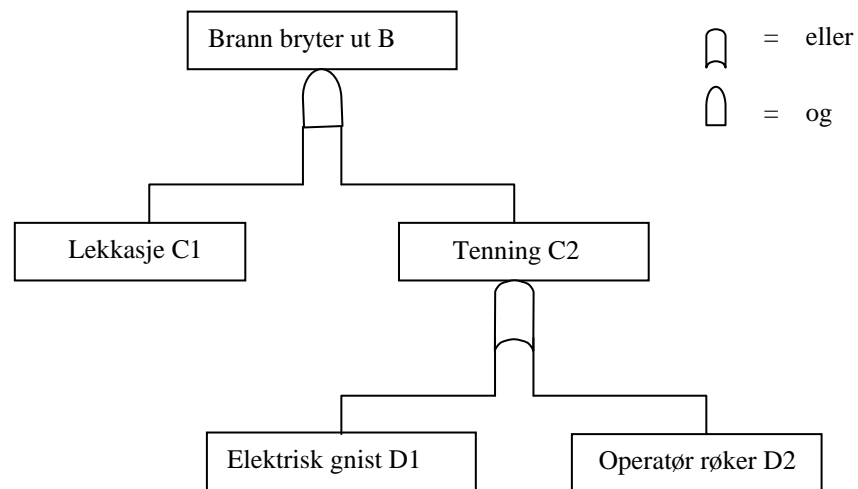 Brann bryter ut B
= eller
= og
Lekkasje C1
Tenning C2
Elektrisk gnist D1
Operatør røker D2